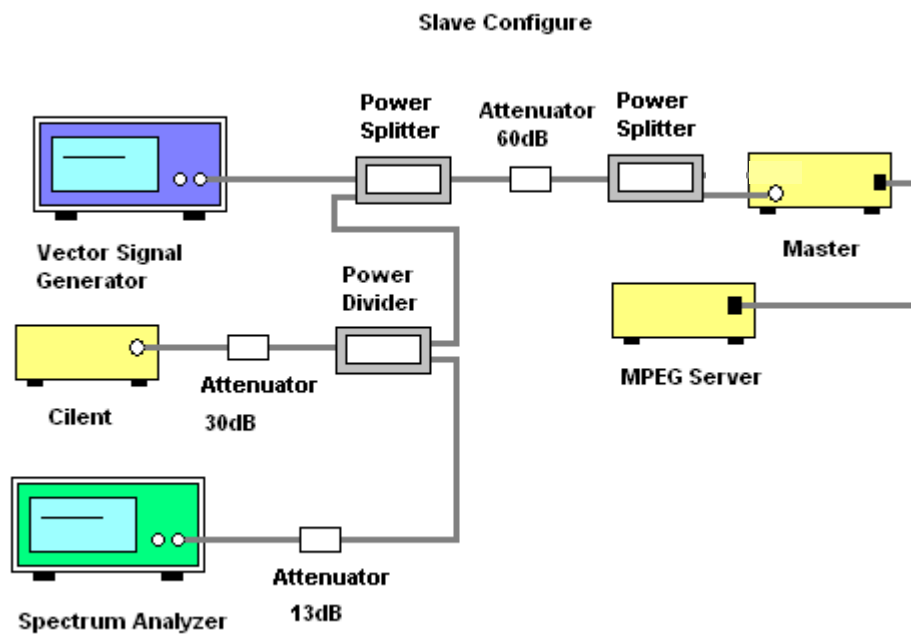 Slave Configure
Power
Splitter
Attenuator
60dB
Power
Splitter
Vector Signal
Generator
Master
Power
Divider
Cilent
Attenuator
30dB
MPEG Server
Spectrum Analyzer
Attenuator
13dB